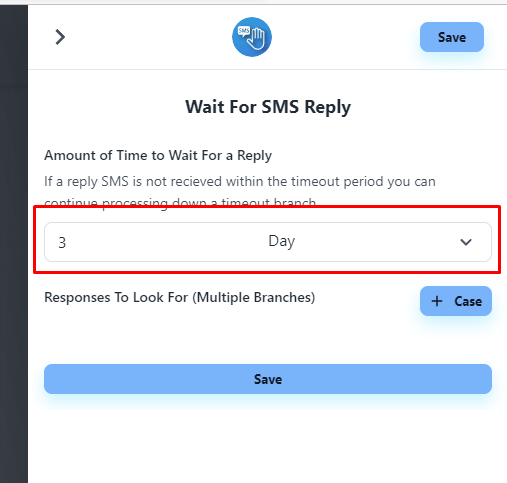 SMS
Save
Wait For SMS Reply
Amount of Time to Wait For a Reply
If a reply SMS is not recieved within the timeout period you can
continue processing down a timeout branch
3 Day
Responses To Look For (Multiple Branches)
+ Case
Save